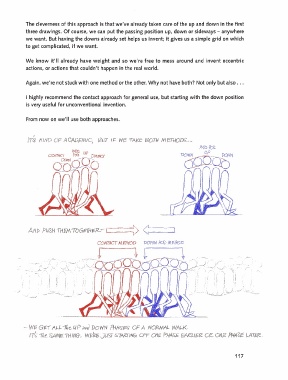 The cleverness of this approach is that we've already taken care of the up and down in the first
three drawings. Of course, we can put the passing position up, down or sideways – anywhere
we want. But having the downs already set helps us invent; it gives us a simple grid on which
to get complicated, if we want.
We know it'll already have weight and so we're free to mess around and invent eccentric
actions, or actions that couldn't happen in the real world.
Again, we're not stuck with one method or the other. Why not have both? Not only but also . . .
I highly recommend the contact approach for general use, but starting with the down position
is very useful for unconventional invention.
From now on we'll use both approaches.
IT'S KIND OF ACADEMIC, BUT IF WE TAKE BOTH METHODS...
CONTACT DOWN PASS POS UP CONTACT
DOWN PASS POS UP DOWN
AND PUSH THEM TOGETHER-
CONTACT METHOD DOWN POS METHOD
- WE GET ALL THE UP and DOWN PHASES OF A NORMAL WALK.
IT'S THE SAME THING. WE'RE JUST STARTING OFF ONE PHASE EARLIER OR ONE PHASE LATER.
117